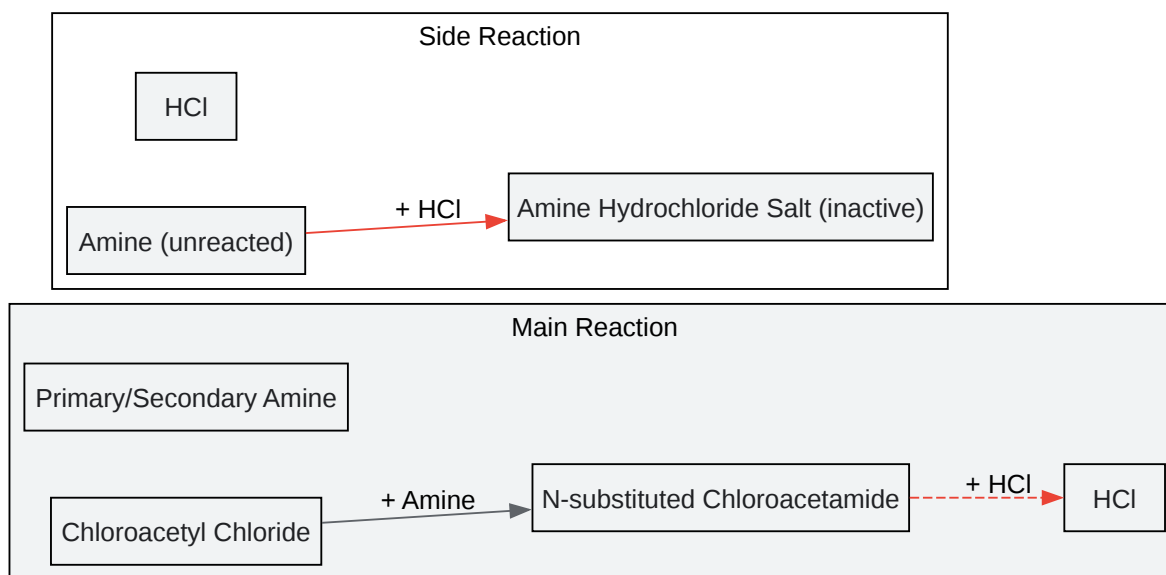 Side Reaction
HCl
+ HCl
Amine Hydrochloride Salt (inactive)
Amine (unreacted)
Main Reaction
Primary/Secondary Amine
Chloroacetyl Chloride
+ Amine
N-substituted Chloroacetamide
+ HCl
HCl